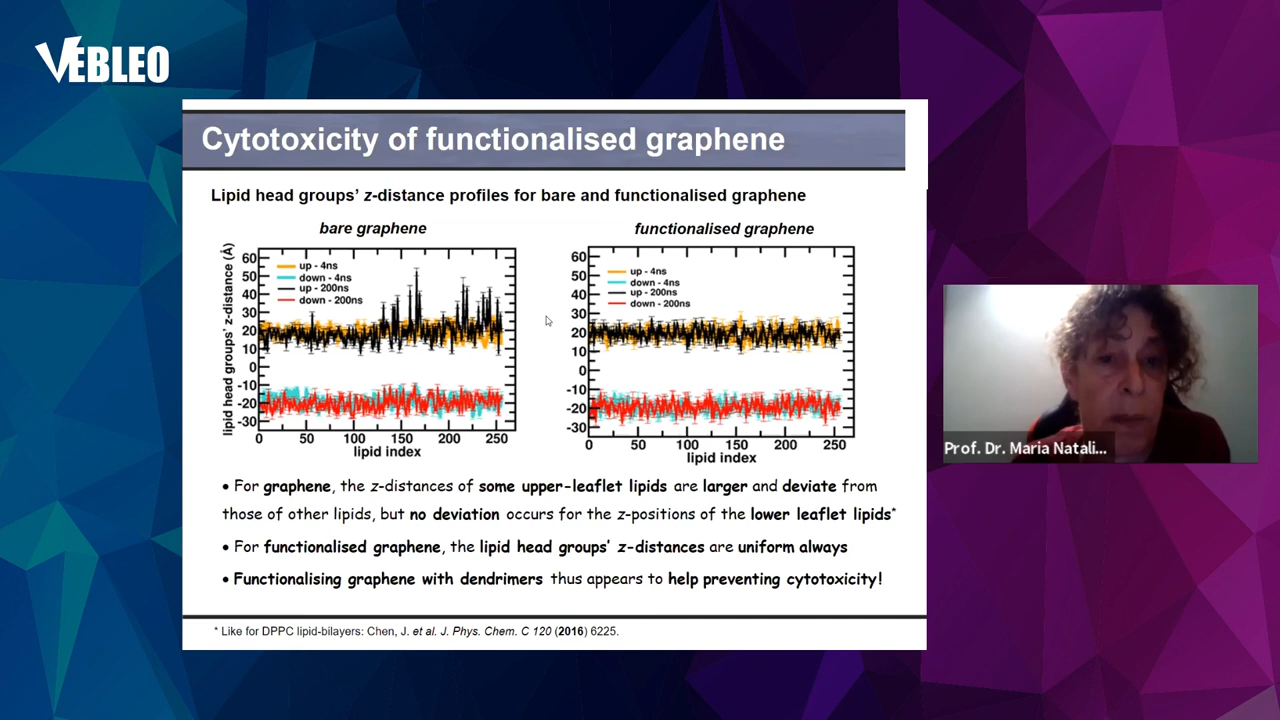 VEBLEO
Cytotoxicity of functionalised graphene
Lipid head groups' z-distance profiles for bare and functionalised graphene
bare graphene
functionalised graphene
lipid head groups' z-distance (Å)
60
50
40
30
20
10
0
-10
-20
-30
up - 4ns
down - 4ns
up - 200ns
down - 200ns
0 50 100 150 200 250
lipid index
60
50
40
30
20
10
0
-10
-20
-30
up - 4ns
down - 4ns
up - 200ns
down - 200ns
0 50 100 150 200 250
lipid index
• For graphene, the z-distances of some upper-leaflet lipids are larger and deviate from
those of other lipids, but no deviation occurs for the z-positions of the lower leaflet lipids*
• For functionalised graphene, the lipid head groups' z-distances are uniform always
• Functionalising graphene with dendrimers thus appears to help preventing cytotoxicity!
* Like for DPPC lipid-bilayers: Chen, J. et al. J. Phys. Chem. C 120 (2016) 6225.
Prof. Dr. Maria Natali...